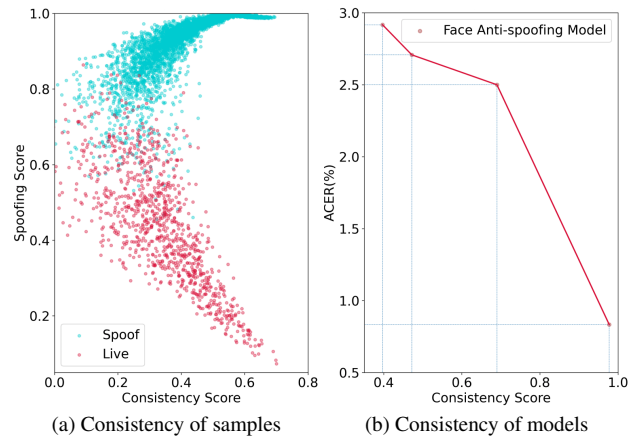 1.0
0.8
0.6
0.4
0.2
Spoofing Score
Spoof
Live
0.0
0.2
0.4
0.6
0.8
Consistency Score
(a) Consistency of samples
3.0
2.5
2.0
1.5
1.0
0.5
ACER(%)
Face Anti-spoofing Model
0.4
0.6
0.8
1.0
Consistency Score
(b) Consistency of models